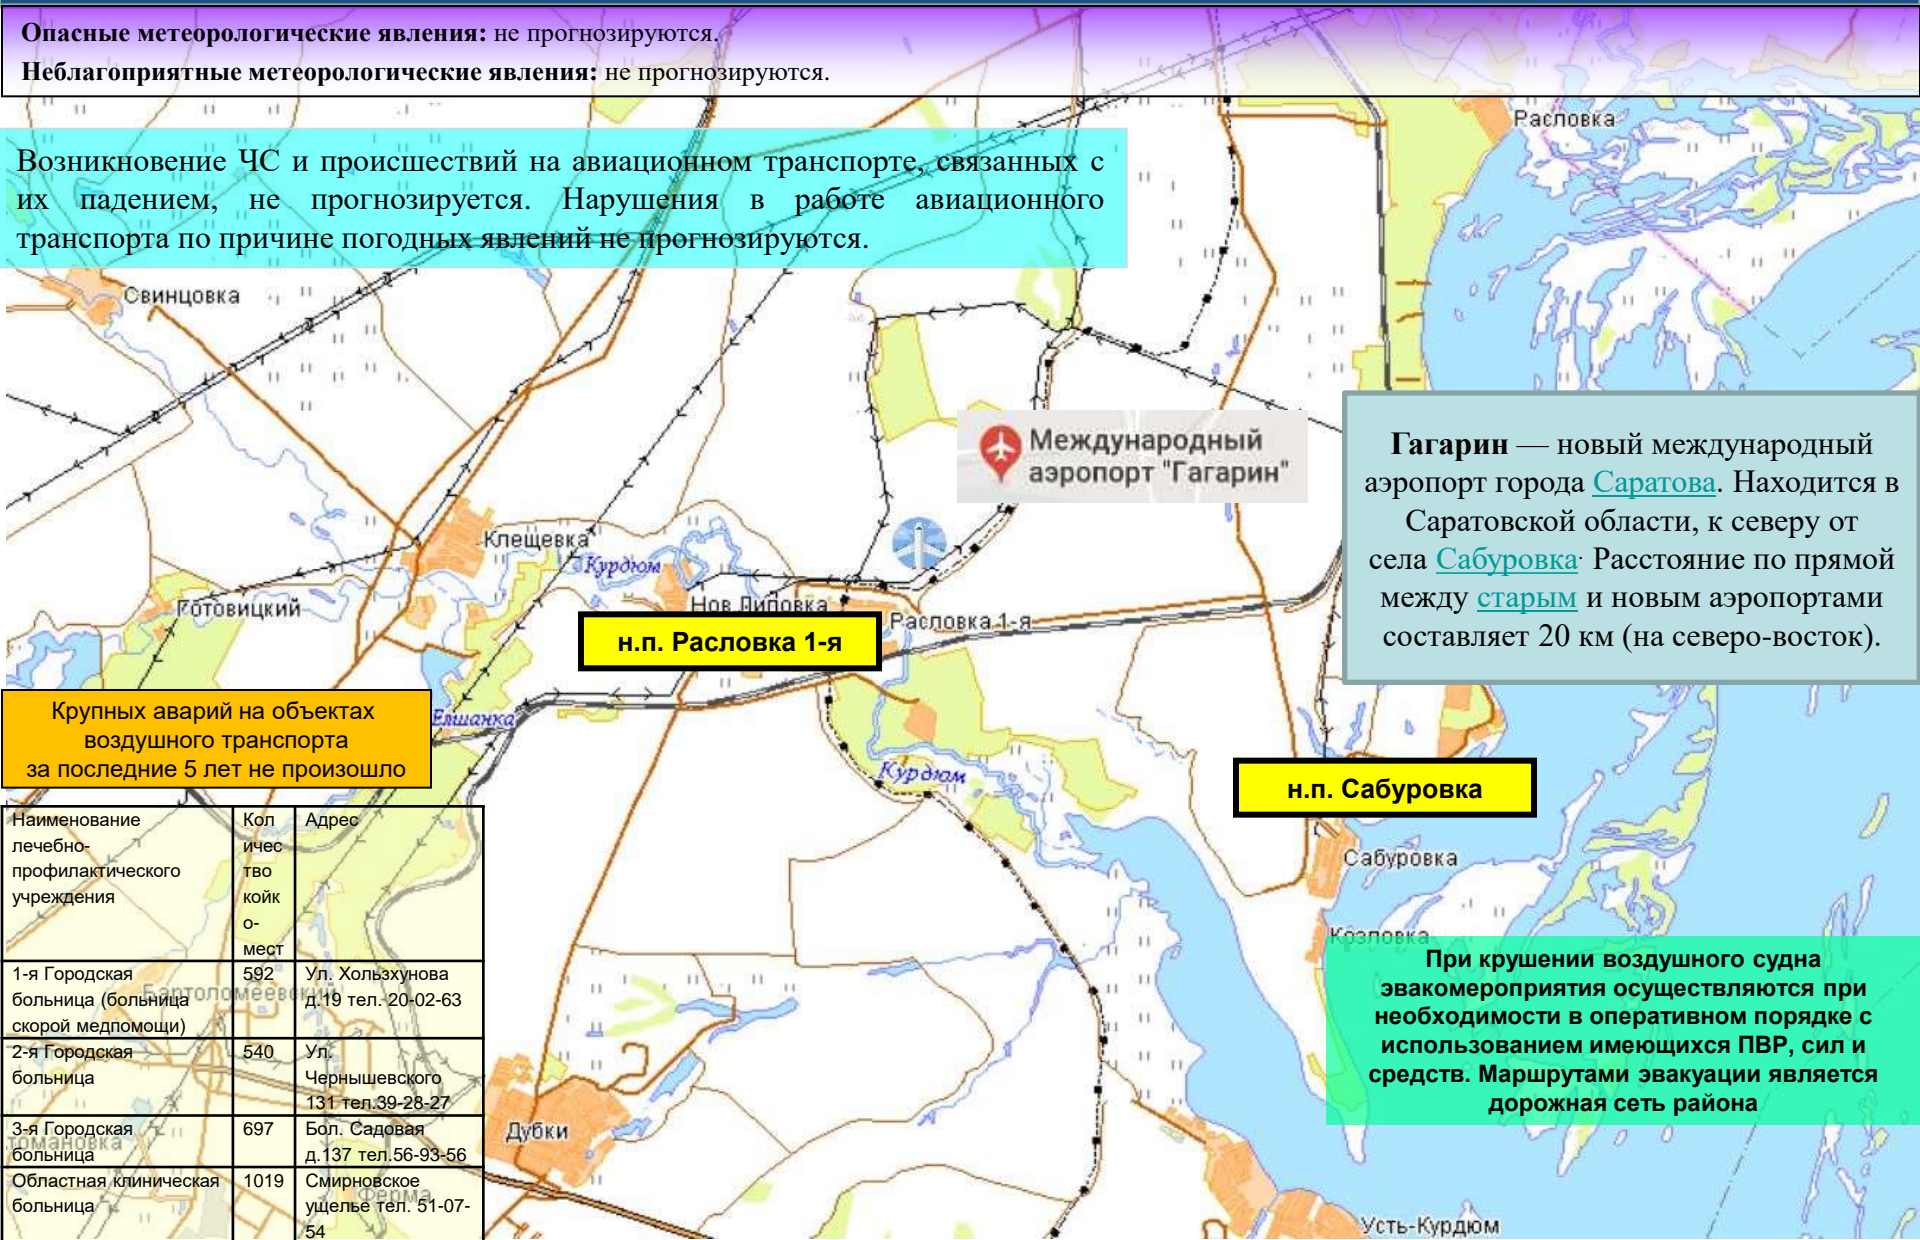 Опасные метеорологические явления: не прогнозируются.
Неблагоприятные метеорологические явления: не прогнозируются.
Расловка
Возникновение ЧС и происшествий на авиационном транспорте, связанных с
их падением, не прогнозируется. Нарушения в работе авиационного
транспорта по причине погодных явлений не прогнозируются.
Свинцовка
Международный
аэропорт "Гагарин"
Гагарин — новый международный
аэропорт города Саратова. Находится в
Саратовской области, к северу от
села Сабуровка. Расстояние по прямой
между старым и новым аэропортами
составляет 20 км (на северо-восток).
Клещевка
Курдюм
Готовицкий
Нов.Липовка
Расловка 1-я
н.п. Расловка 1-я
Елшанка
Крупных аварий на объектах
воздушного транспорта
за последние 5 лет не произошло
Курдюм
н.п. Сабуровка
Сабуровка
Козловка
При крушении воздушного судна
эвакомероприятия осуществляются при
необходимости в оперативном порядке с
использованием имеющихся ПВР, сил и
средств. Маршрутами эвакуации является
дорожная сеть района
Наименование
лечебно-
профилактического
учреждения
Кол
ичес
тво
койк
о-
мест
Адрес
1-я Городская
больница (больница
скорой медпомощи)
592
Ул. Хользунова
д.19 тел. 20-02-63
Бартоломеевский
2-я Городская
больница
540
Ул.
Чернышевского
131 тел.39-28-27
3-я Городская
больница
697
Бол. Садовая
д.137 тел.56-93-56
томановка
Областная клиническая
больница
1019
Смирновское
ущелье тел. 51-07-
54
Ферма
Дубки
Усть-Курдюм